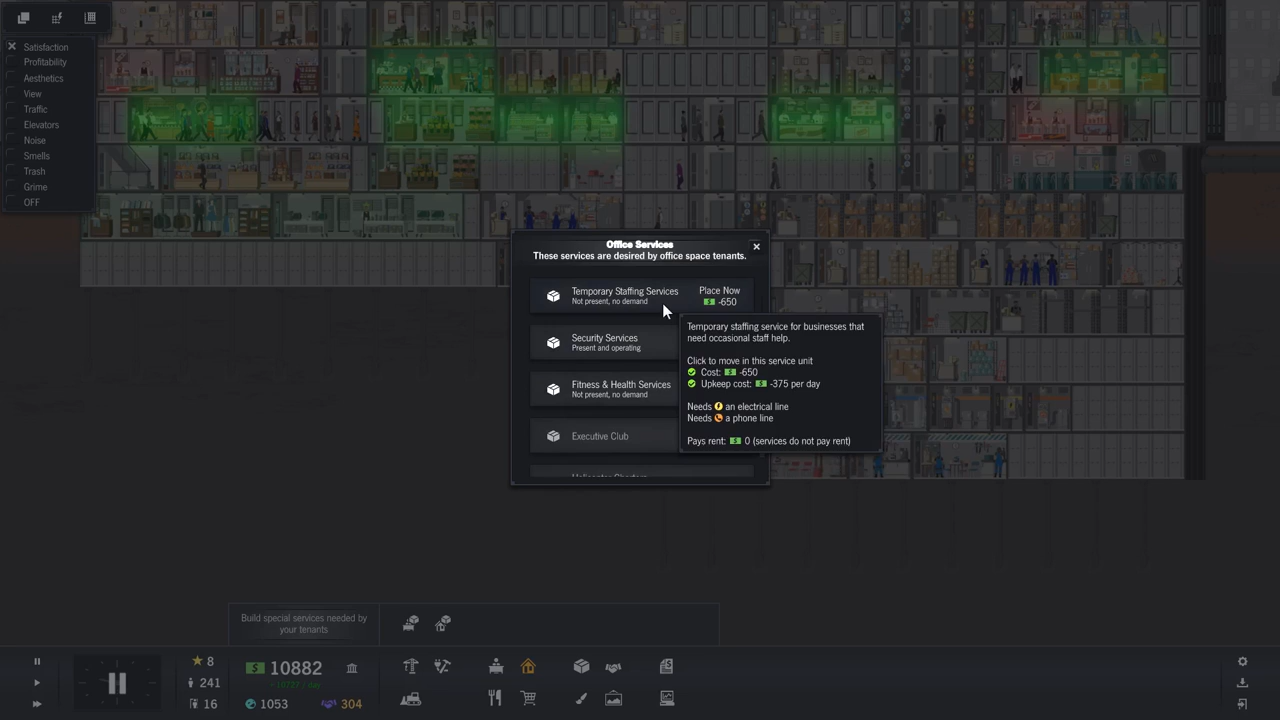 Satisfaction
Profitability
Aesthetics
View
Traffic
Elevators
Noise
Smells
Trash
Grime
OFF
Office Services
These services are desired by office space tenants.
Temporary Staffing Services
Not present, no demand
Place Now
-650
Security Services
Present and operating
Fitness & Health Services
Not present, no demand
Executive Club
Temporary staffing service for businesses that
need occasional staff help.
Click to move in this service unit
Cost: -650
Upkeep cost: -375 per day
Needs an electrical line
Needs a phone line
Pays rent: 0 (services do not pay rent)
Build special services needed by
your tenants
8
241
16
10882
1053
304